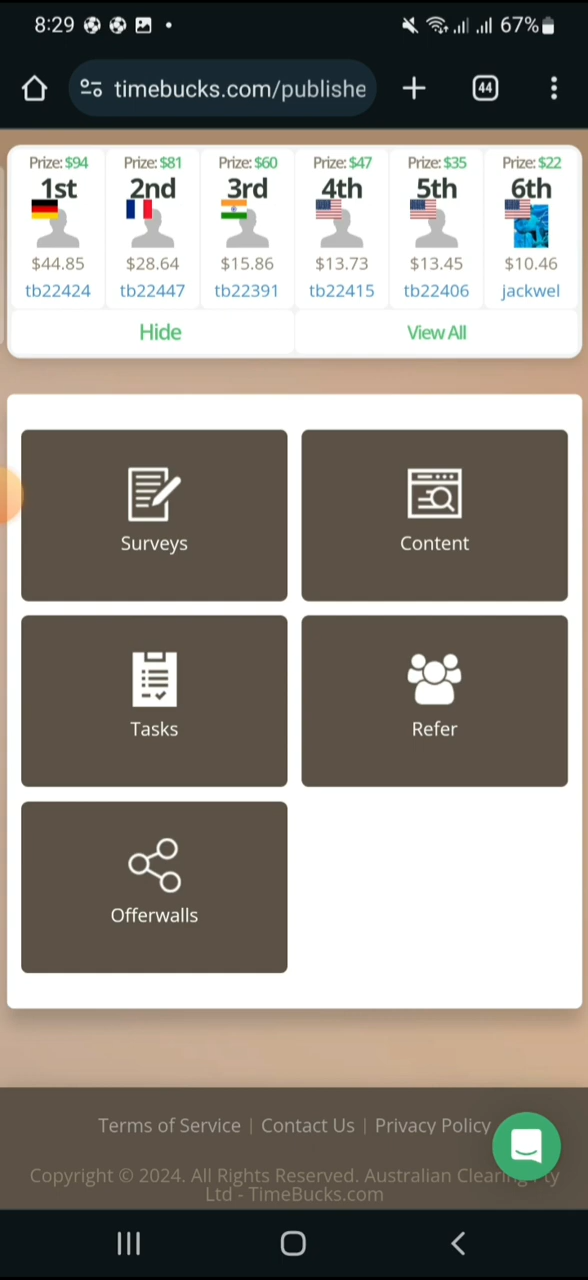 8:29 67%
timebucks.com/publishe 44
Prize: $94 Prize: $81 Prize: $60 Prize: $47 Prize: $35 Prize: $22
1st 2nd 3rd 4th 5th 6th
$44.85 $28.64 $15.86 $13.73 $13.45 $10.46
tb22424 tb22447 tb22391 tb22415 tb22406 jackwel
Hide View All
Surveys Content
Tasks Refer
Offerwalls
Terms of Service | Contact Us | Privacy Policy
Copyright © 2024. All Rights Reserved. Australian Clearing ty
Ltd - TimeBucks.com